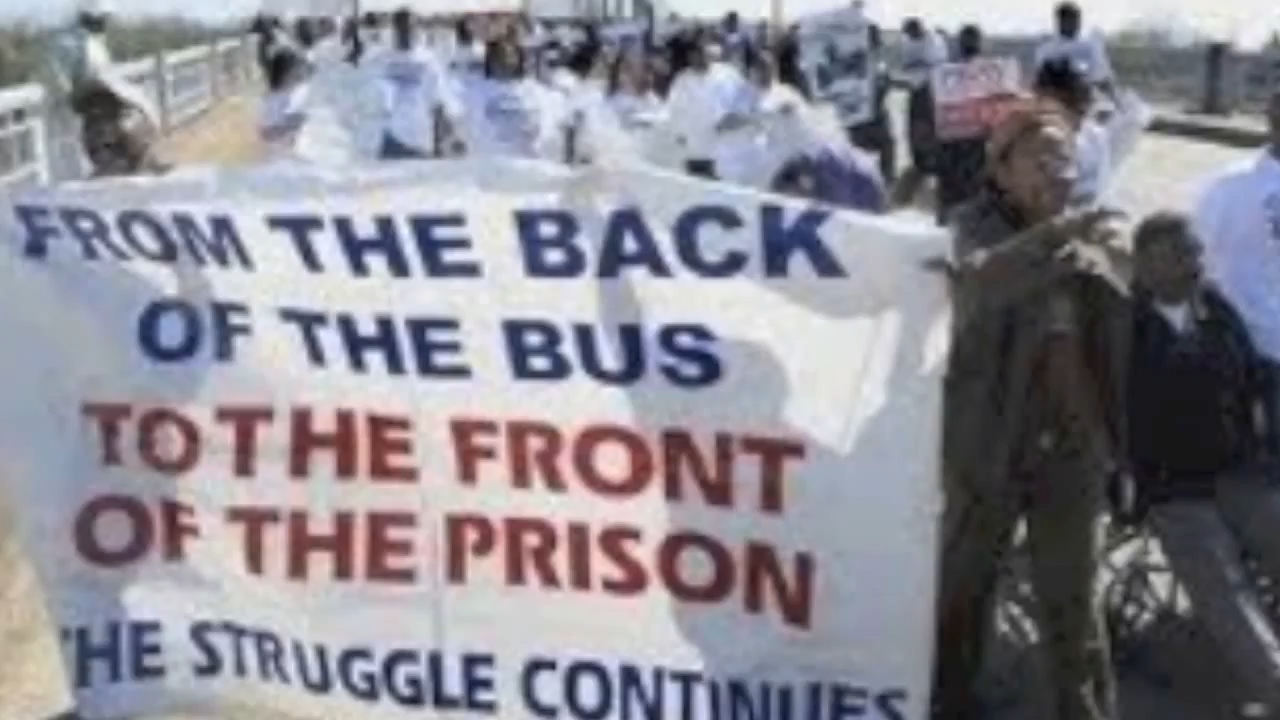 FROM THE BACK
OF THE BUS
TO THE FRONT
OF THE PRISON
THE STRUGGLE CONTINUES